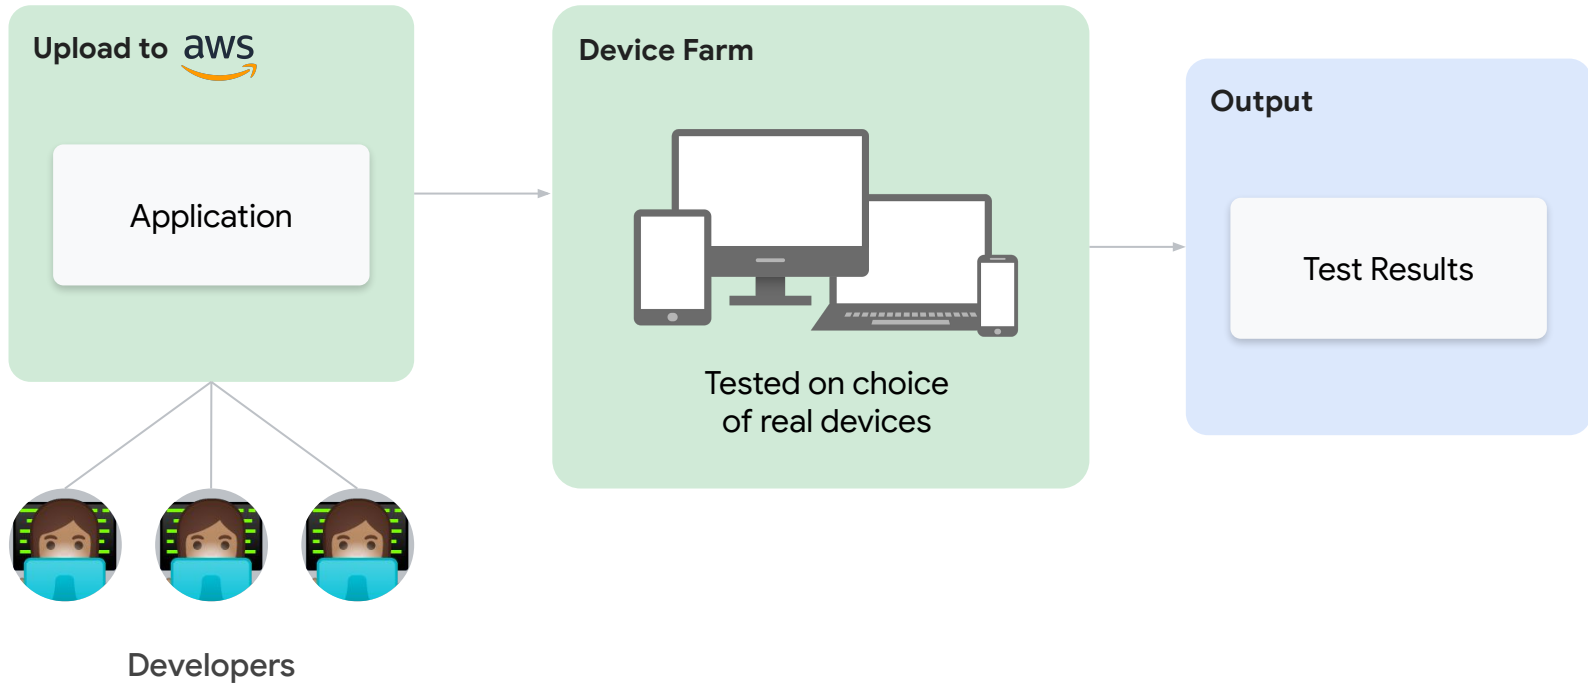 Upload to aws
Application
Developers
Device Farm
Tested on choice
of real devices
Output
Test Results